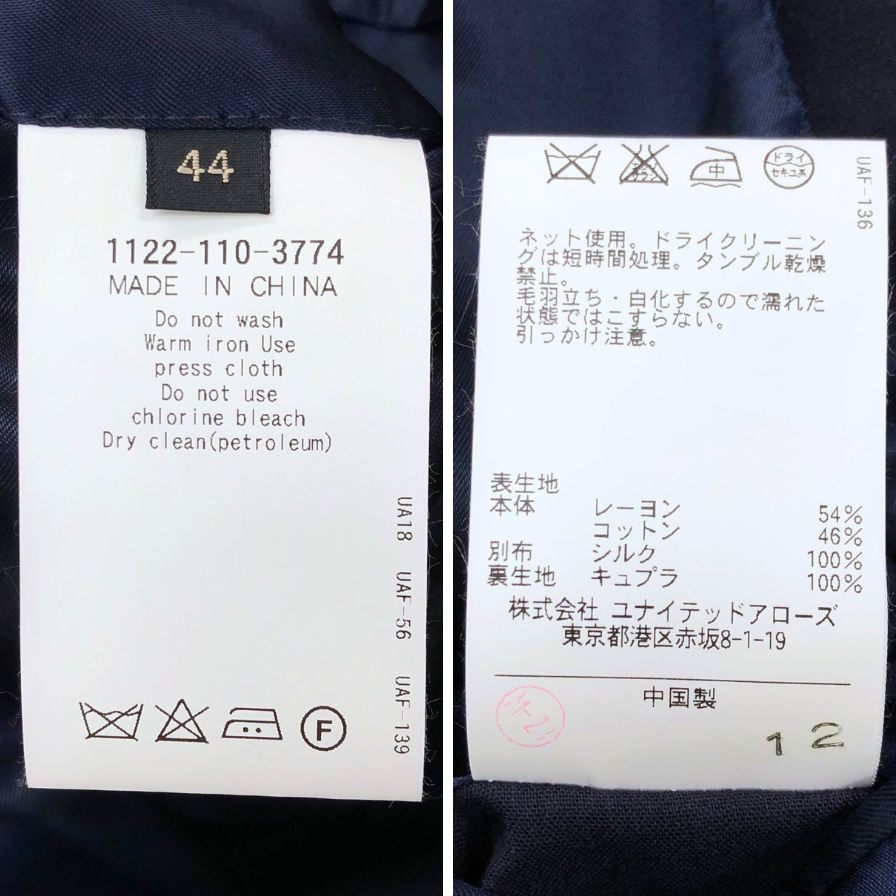 44
1122-110-3774
MADE IN CHINA
Do not wash
Warm iron Use
press cloth
Do not use
chlorine bleach
Dry clean(petroleum)
UA18 UAF-56 UAF-139
F
中
ドライ
セキユ系
UAF-136
ネット使用。ドライクリーニン
グは短時間処理。タンブル乾燥
禁止。
毛羽立ち・白化するので濡れた
状態ではこすらない。
引っかけ注意。
表生地
本体 レーヨン 54%
コットン 46%
別布 シルク 100%
裏生地 キュプラ 100%
株式会社 ユナイテッドアローズ
東京都港区赤坂8-1-19
中国製
12